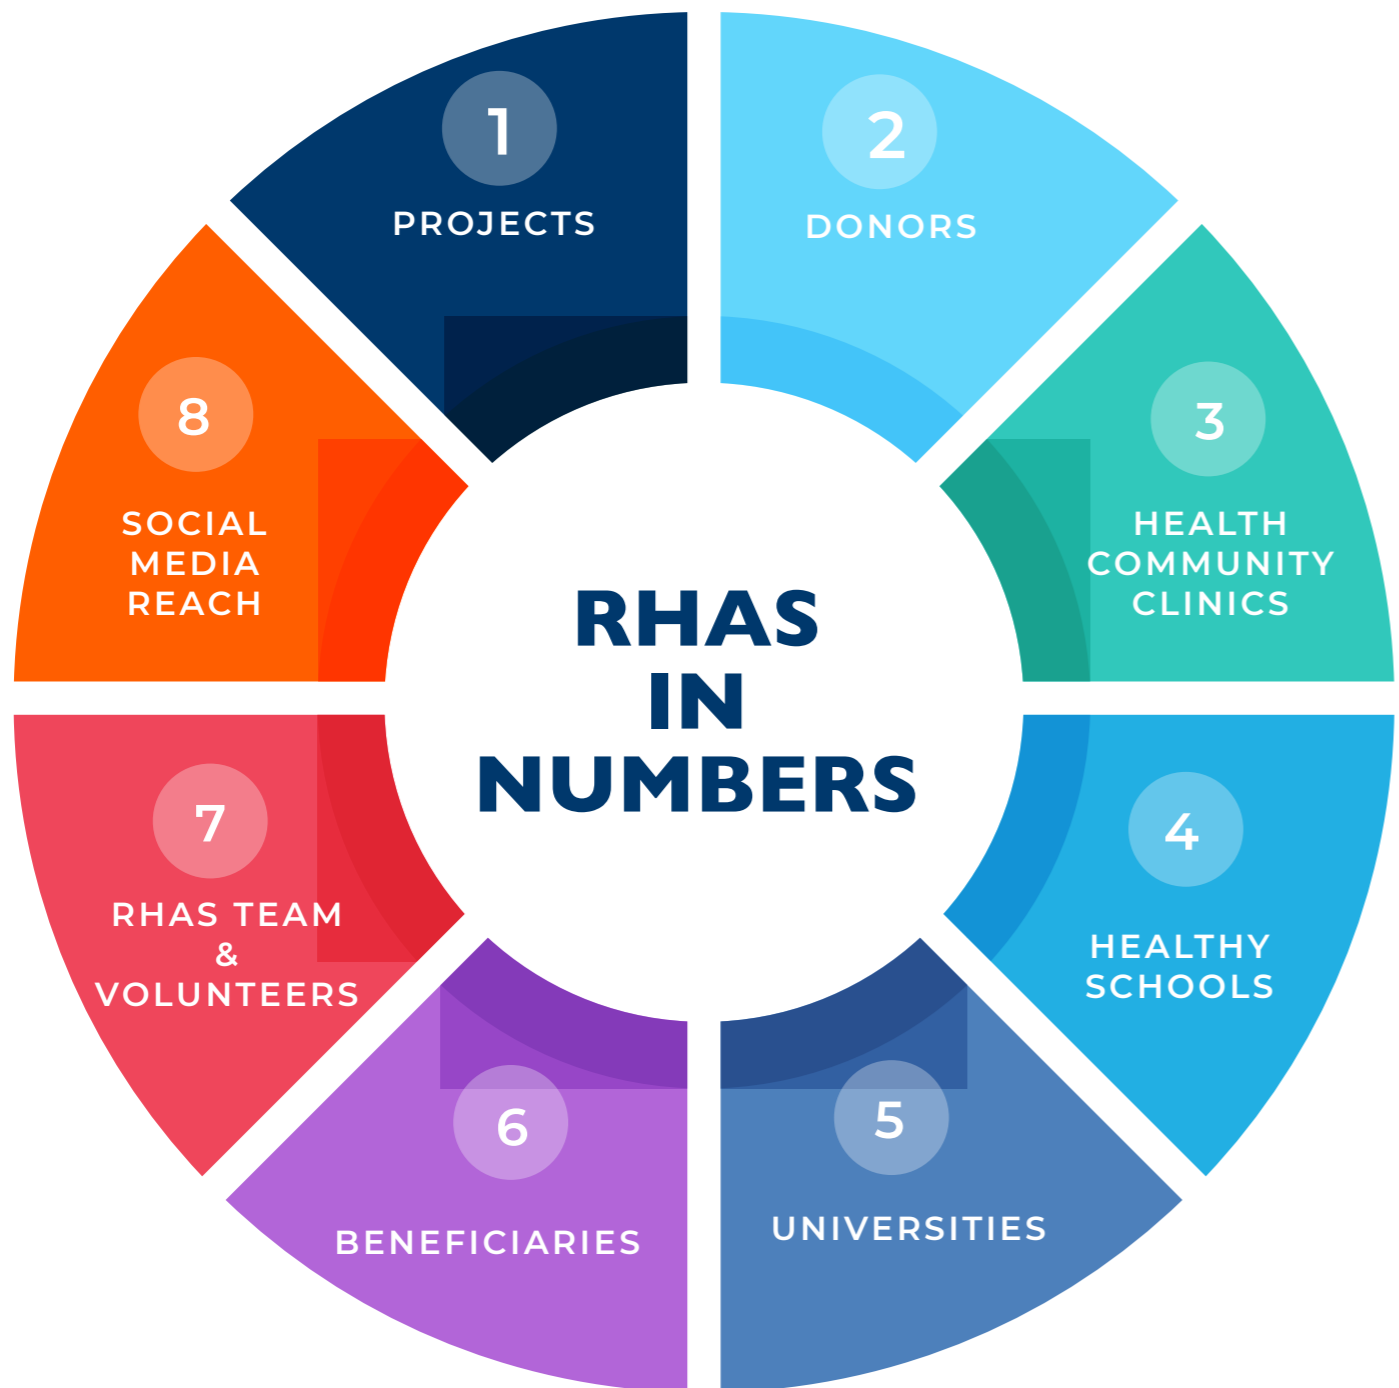 1
PROJECTS
2
DONORS
3
HEALTH
COMMUNITY
CLINICS
4
HEALTHY
SCHOOLS
5
UNIVERSITIES
6
BENEFICIARIES
7
RHAS TEAM
&
VOLUNTEERS
8
SOCIAL
MEDIA
REACH
RHAS
IN
NUMBERS